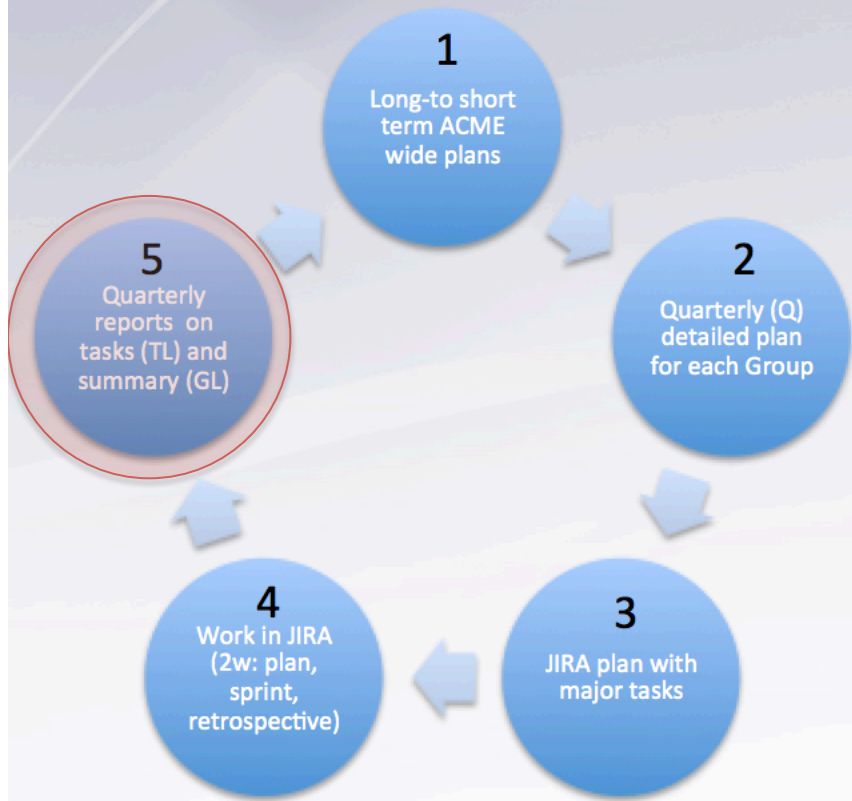 1
Long-to short
term ACME
wide plans
2
Quarterly (Q)
detailed plan
for each Group
3
JIRA plan with
major tasks
4
Work in JIRA
(2w: plan,
sprint,
retrospective)
5
Quarterly
reports on
tasks (TL) and
summary (GL)